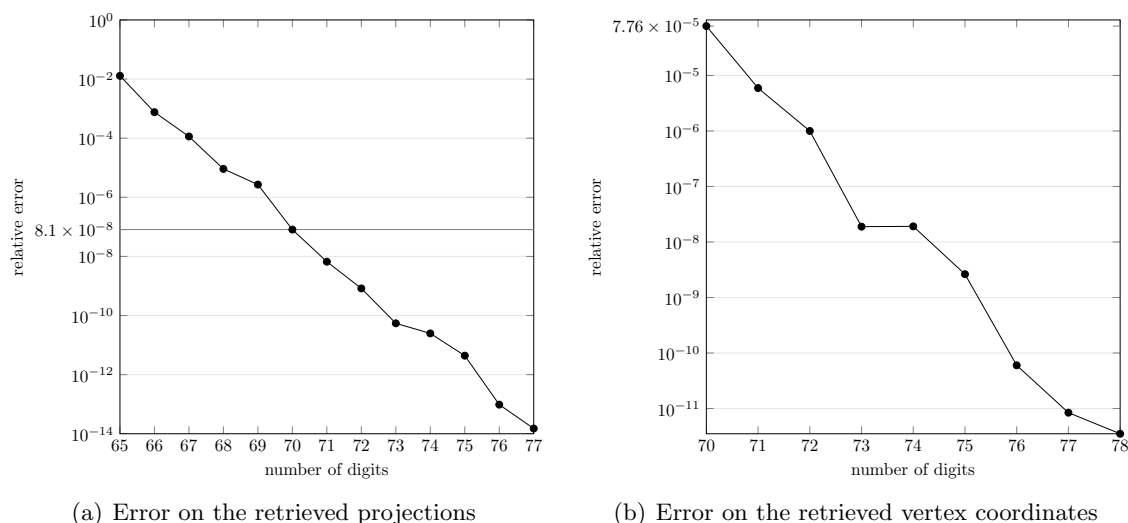 10⁰
10⁻²
10⁻⁴
10⁻⁶
8.1 × 10⁻⁸
10⁻⁸
10⁻¹⁰
10⁻¹²
10⁻¹⁴
relative error
65 66 67 68 69 70 71 72 73 74 75 76 77
number of digits
(a) Error on the retrieved projections
7.76 × 10⁻⁵
10⁻⁵
10⁻⁶
10⁻⁷
10⁻⁸
10⁻⁹
10⁻¹⁰
10⁻¹¹
relative error
70 71 72 73 74 75 76 77 78
number of digits
(b) Error on the retrieved vertex coordinates